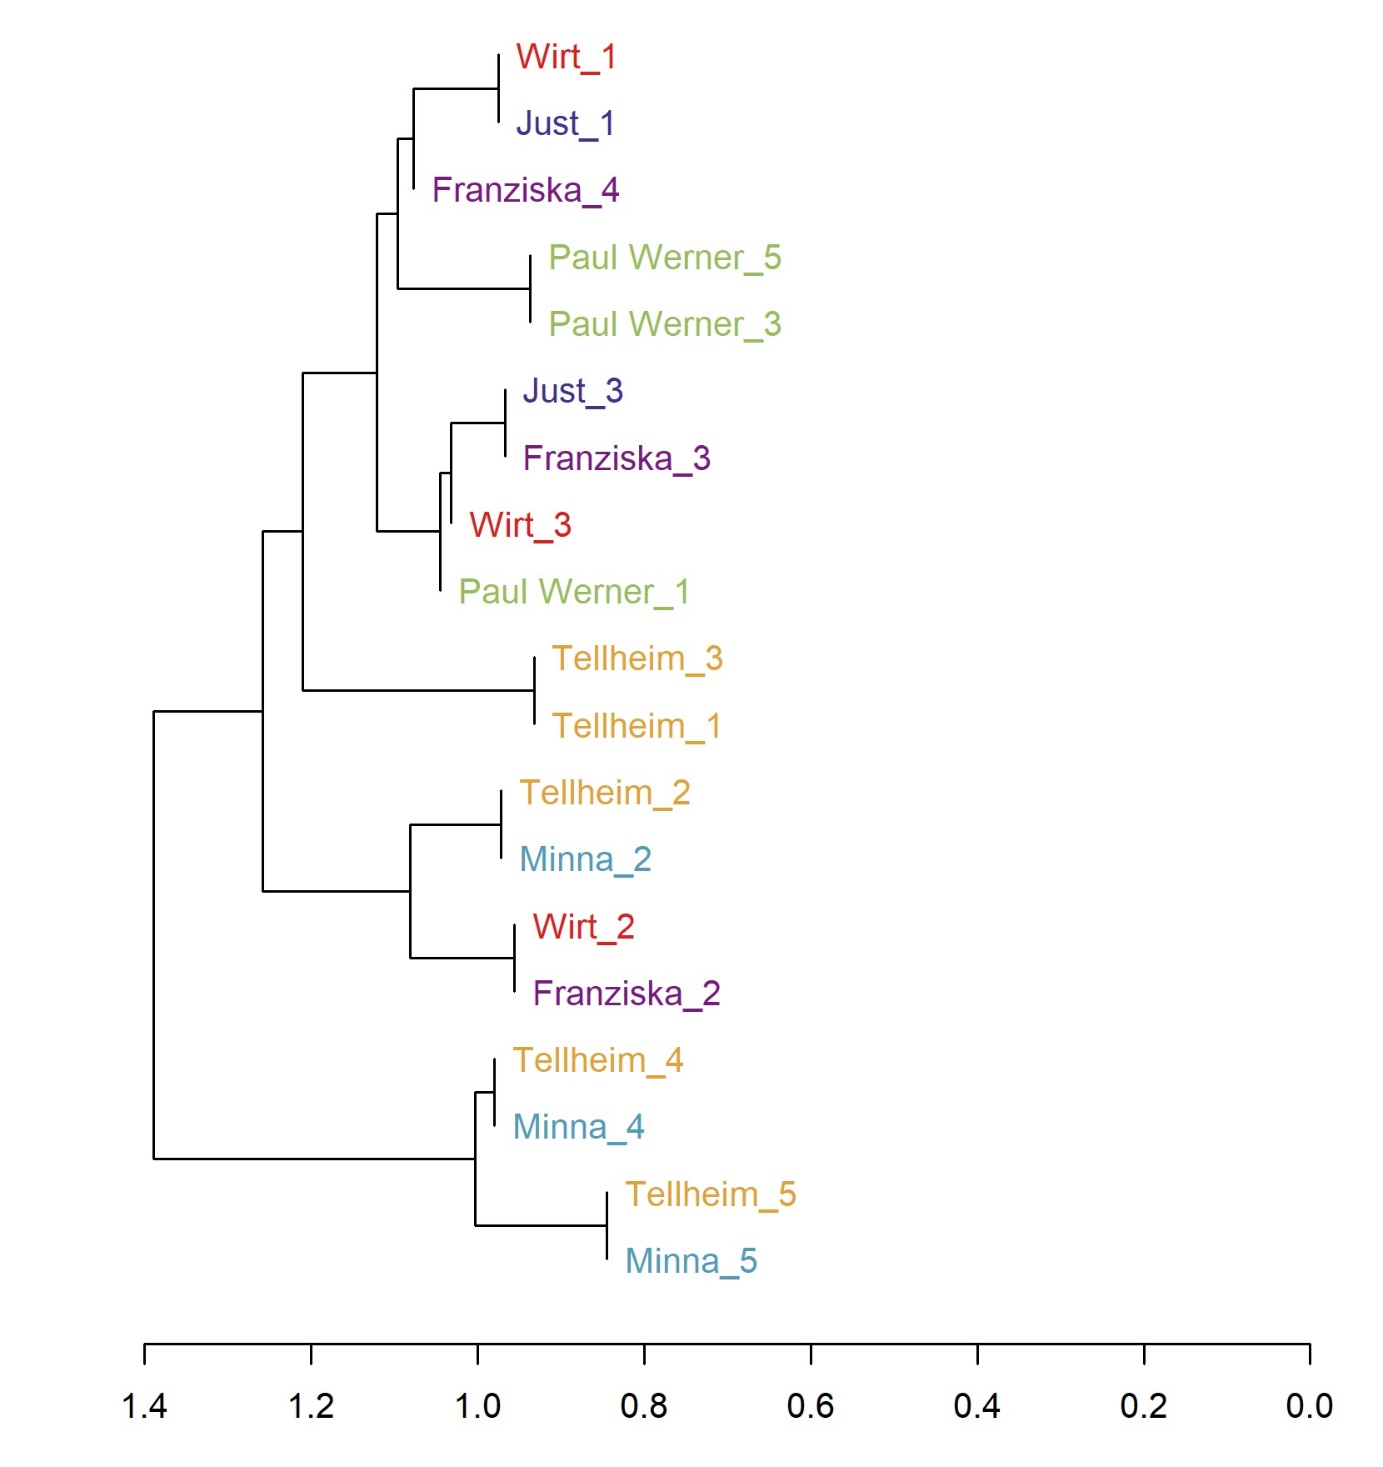 Wirt_1
Just_1
Franziska_4
Paul Werner_5
Paul Werner_3
Just_3
Franziska_3
Wirt_3
Paul Werner_1
Tellheim_3
Tellheim_1
Tellheim_2
Minna_2
Wirt_2
Franziska_2
Tellheim_4
Minna_4
Tellheim_5
Minna_5
1.4 1.2 1.0 0.8 0.6 0.4 0.2 0.0